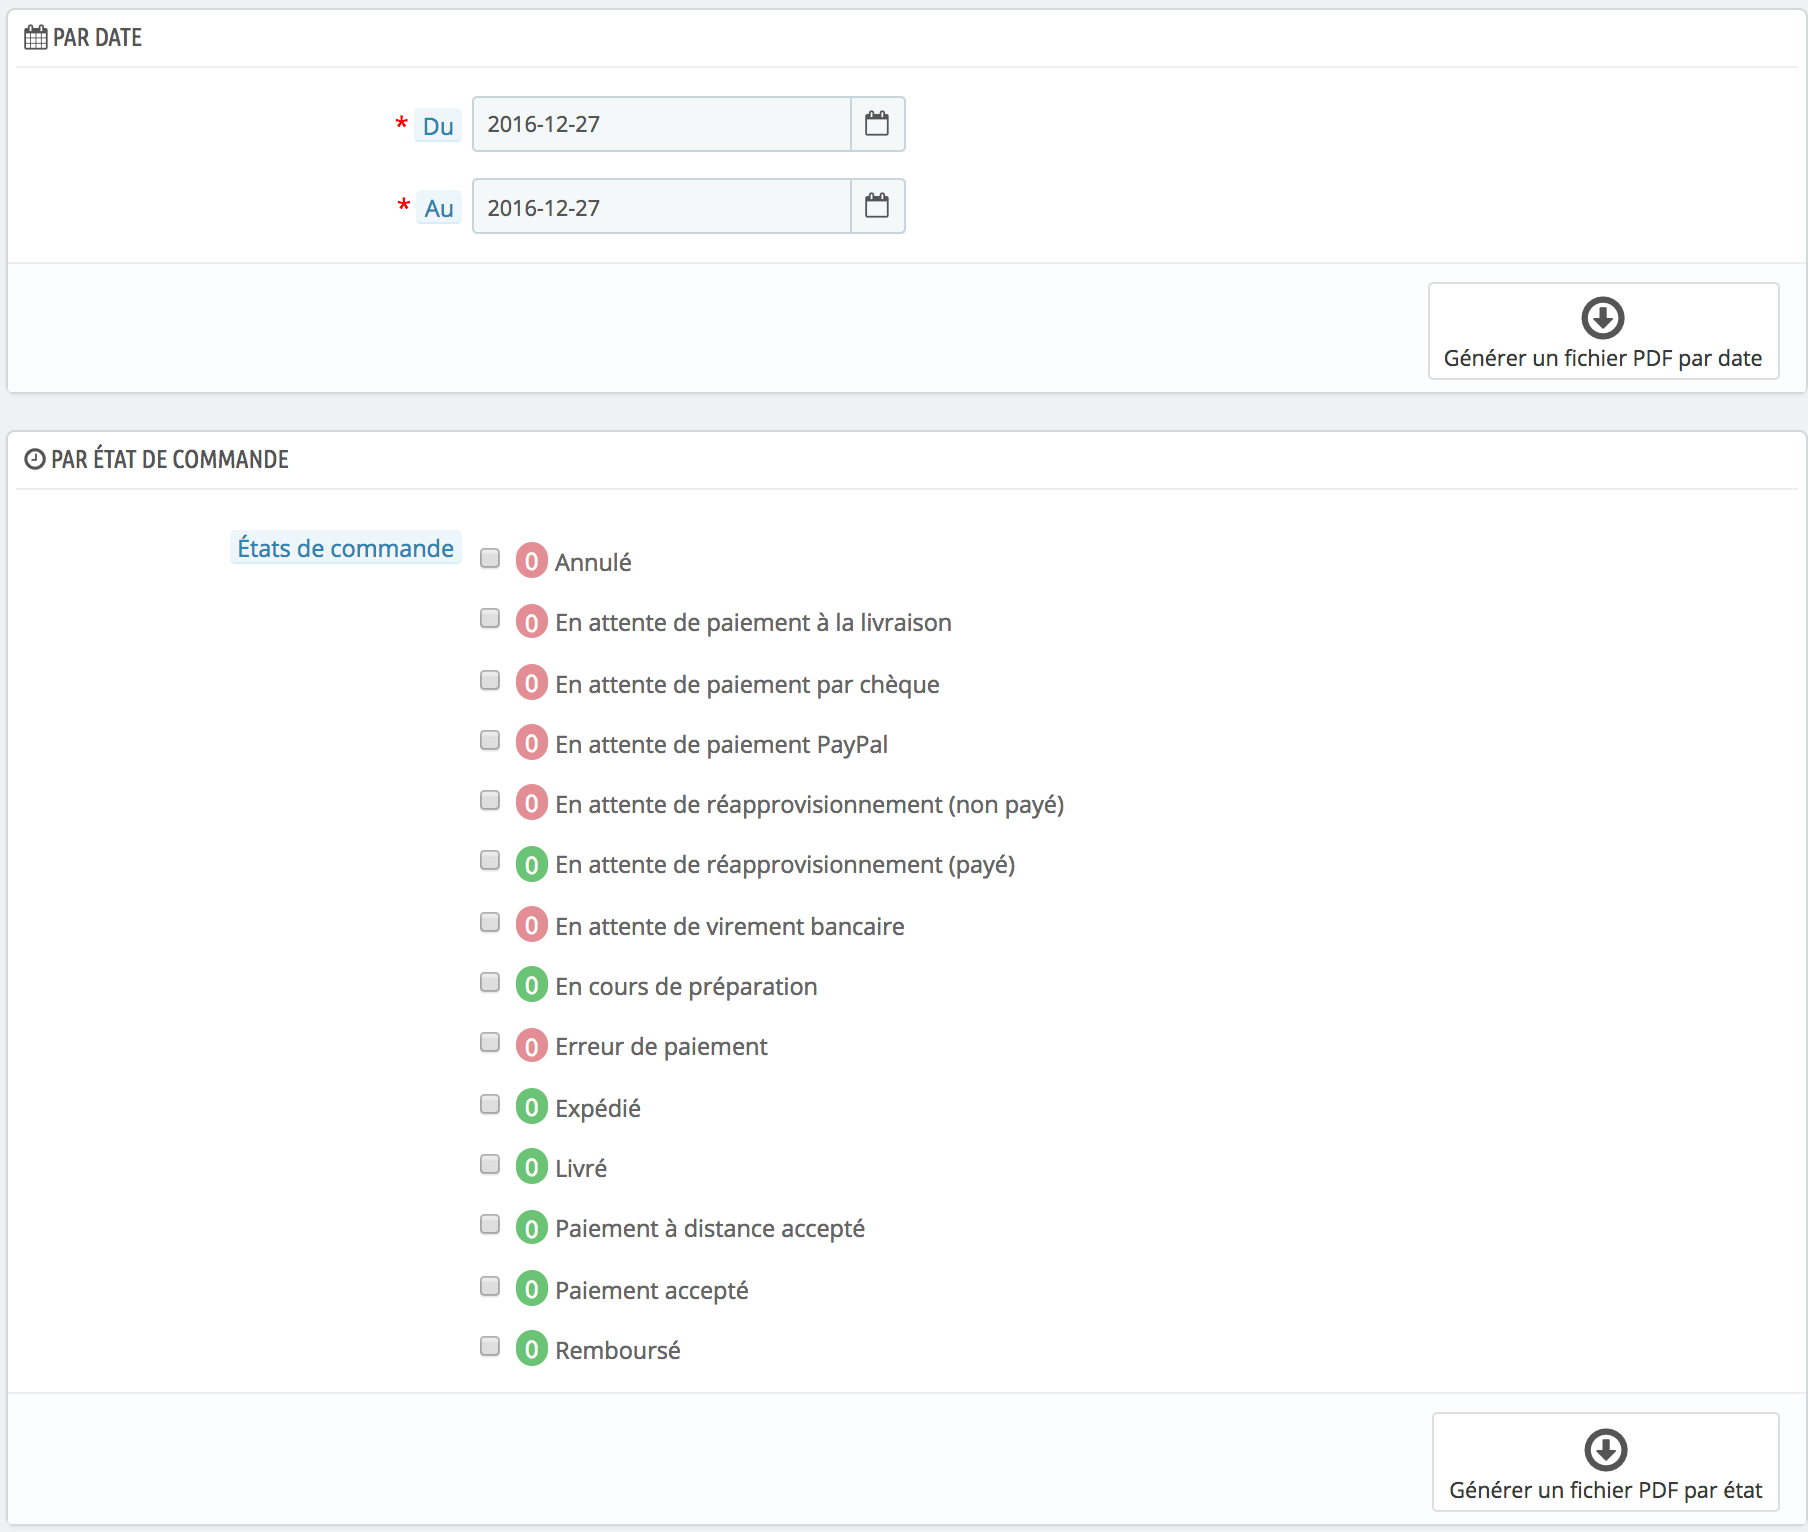 PAR DATE
* Du 2016-12-27
* Au 2016-12-27
Générer un fichier PDF par date
PAR ÉTAT DE COMMANDE
États de commande
0 Annulé
0 En attente de paiement à la livraison
0 En attente de paiement par chèque
0 En attente de paiement PayPal
0 En attente de réapprovisionnement (non payé)
0 En attente de réapprovisionnement (payé)
0 En attente de virement bancaire
0 En cours de préparation
0 Erreur de paiement
0 Expédié
0 Livré
0 Paiement à distance accepté
0 Paiement accepté
0 Remboursé
Générer un fichier PDF par état